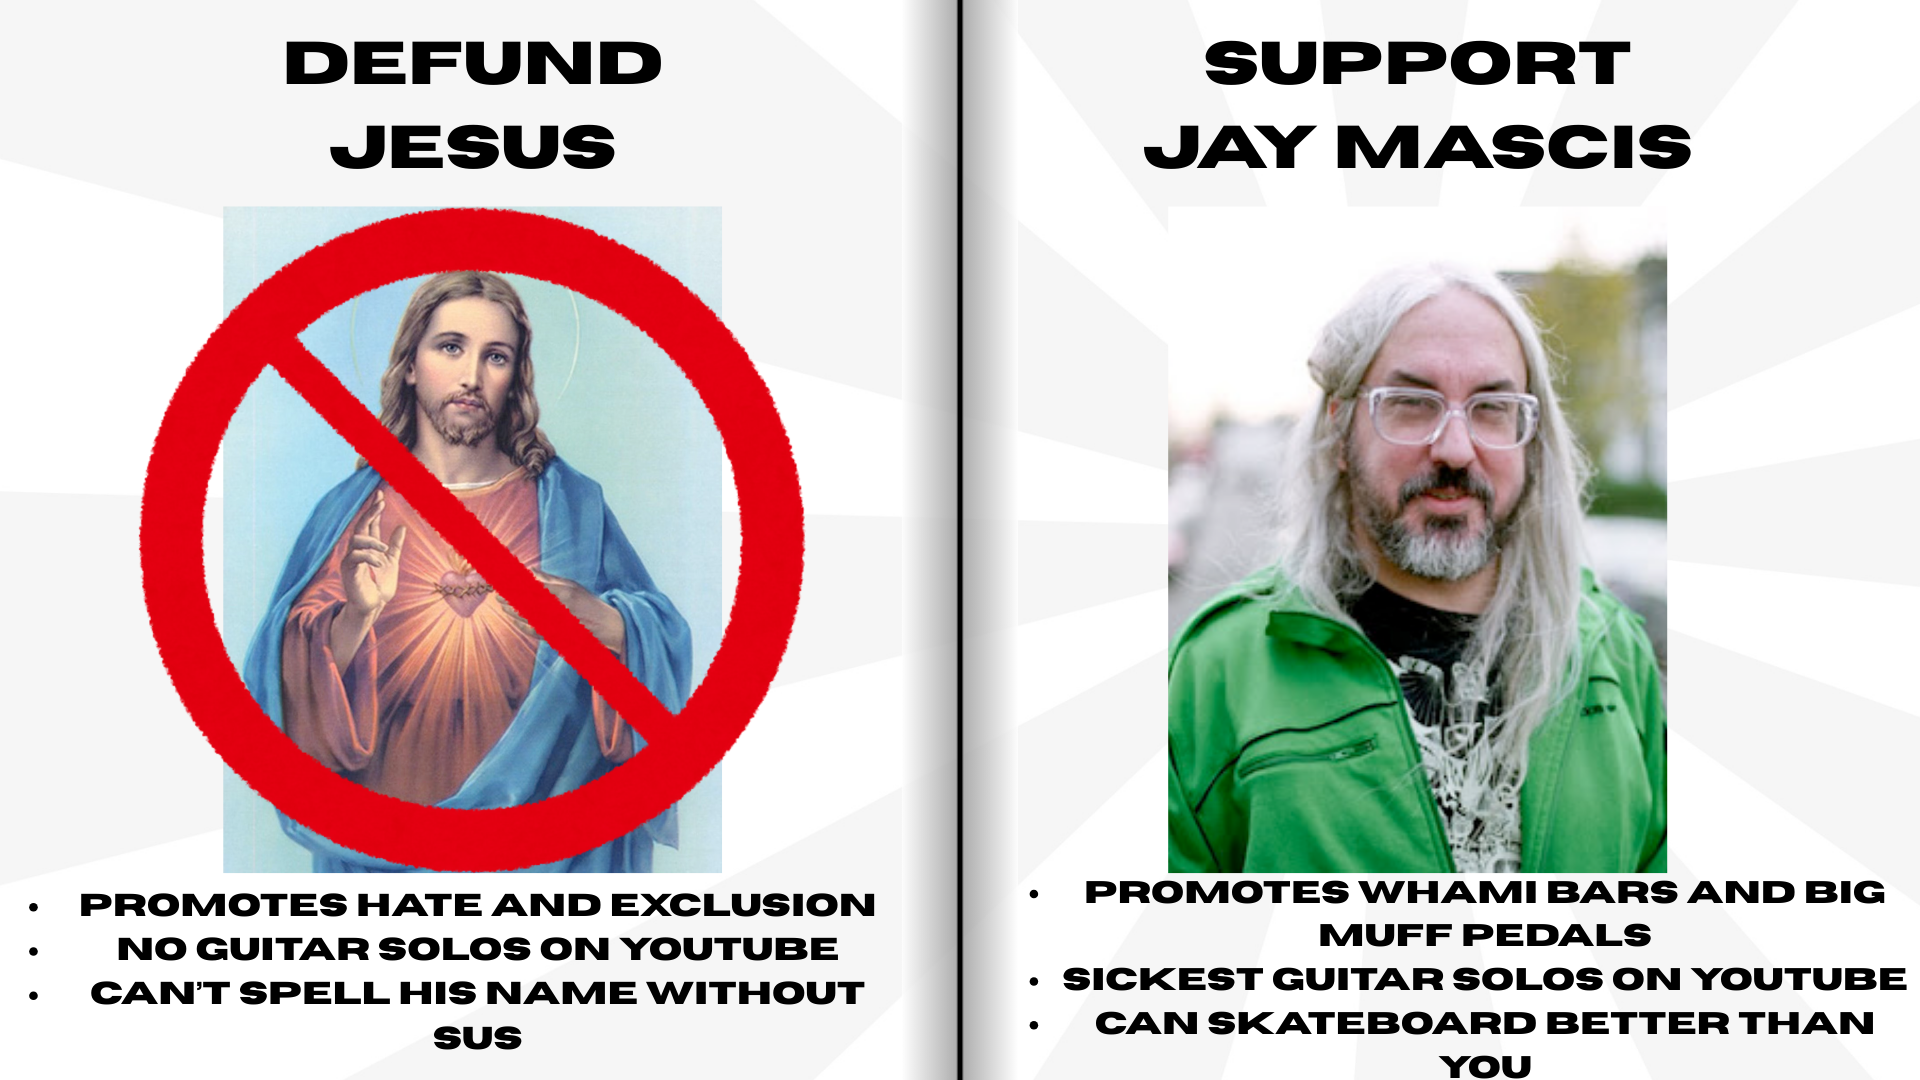 DEFUND
JESUS
• PROMOTES HATE AND EXCLUSION
• NO GUITAR SOLOS ON YOUTUBE
• CAN'T SPELL HIS NAME WITHOUT
SUS
SUPPORT
JAY MASCIS
• PROMOTES WHAMI BARS AND BIG
MUFF PEDALS
• SICKEST GUITAR SOLOS ON YOUTUBE
• CAN SKATEBOARD BETTER THAN
YOU